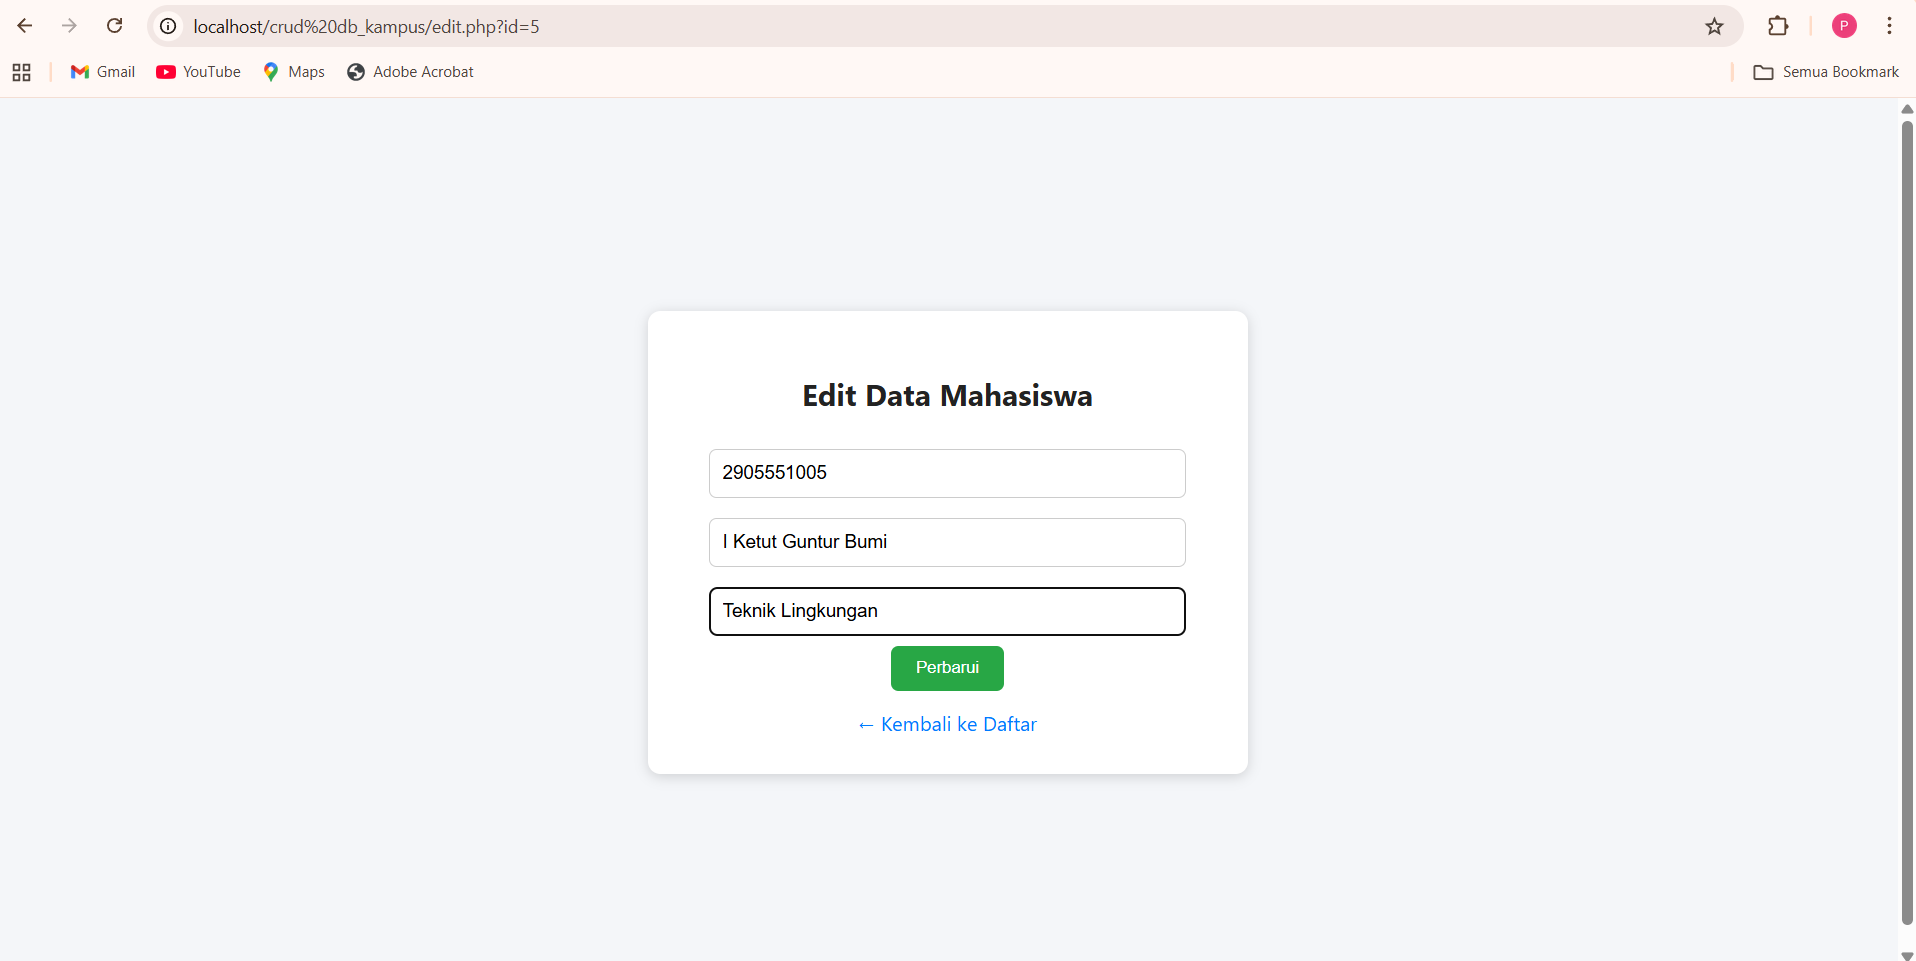 localhost/crud%20db_kampus/edit.php?id=5
P
Gmail
YouTube
Maps
Adobe Acrobat
Semua Bookmark
Edit Data Mahasiswa
2905551005
I Ketut Guntur Bumi
Teknik Lingkungan
Perbarui
← Kembali ke Daftar